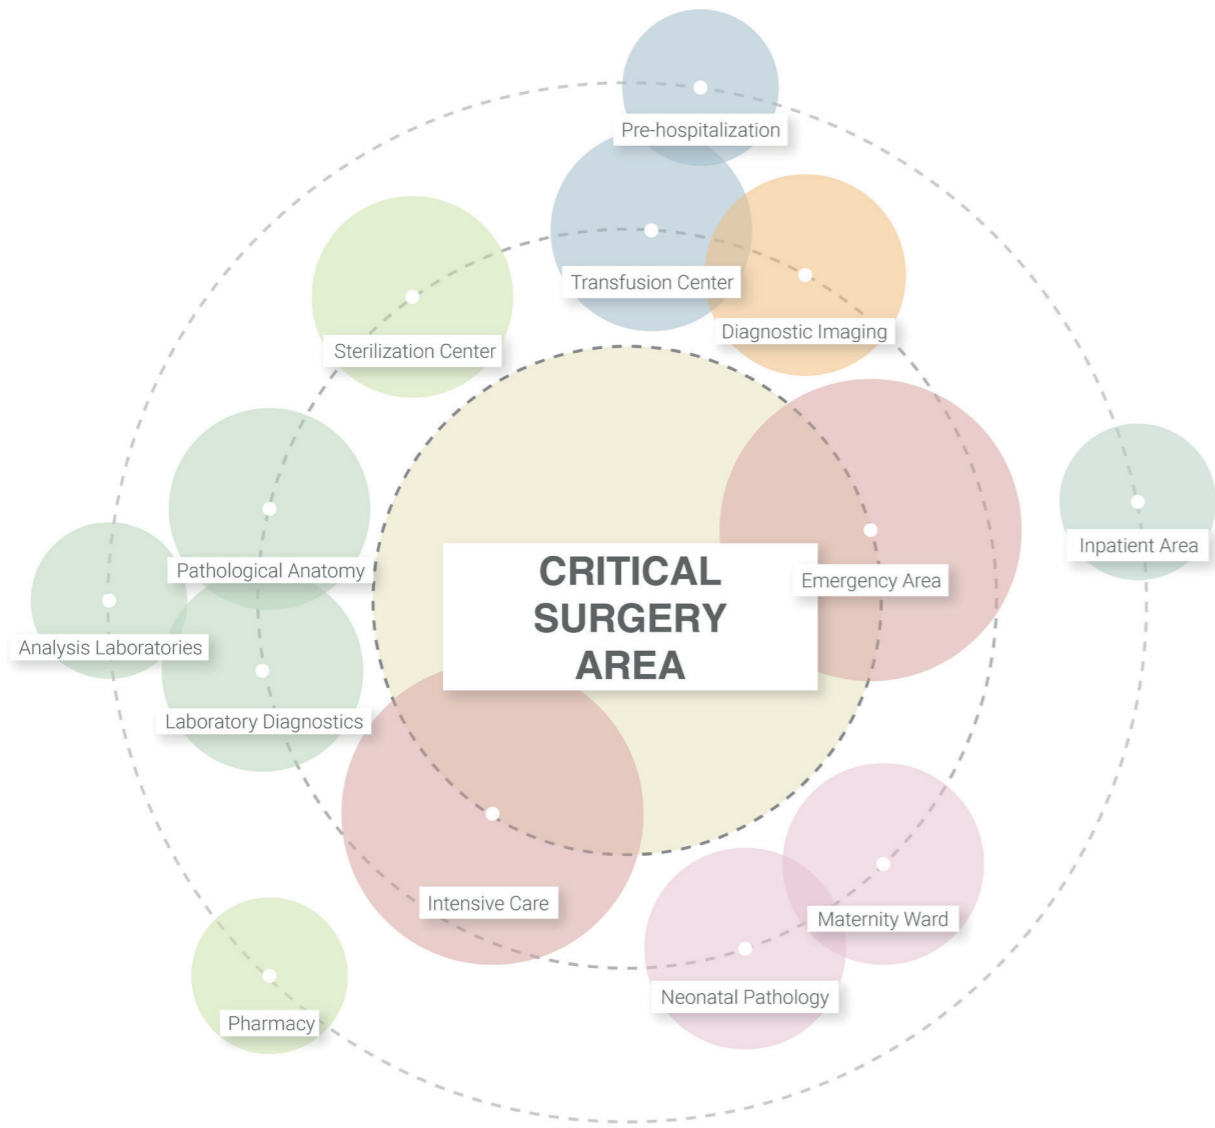 Pre-hospitalization
Transfusion Center
Diagnostic Imaging
Sterilization Center
CRITICAL
SURGERY
AREA
Emergency Area
Inpatient Area
Pathological Anatomy
Analysis Laboratories
Laboratory Diagnostics
Intensive Care
Maternity Ward
Neonatal Pathology
Pharmacy